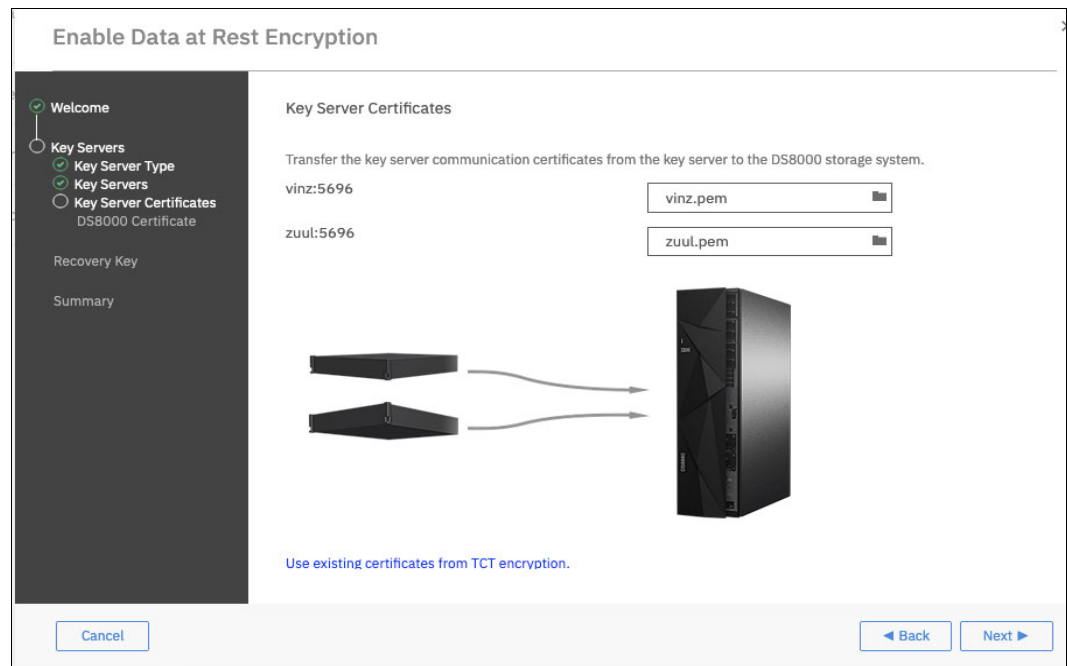 Enable Data at Rest Encryption
Welcome
Key Servers
Key Server Type
Key Servers
Key Server Certificates
DS8000 Certificate
Recovery Key
Summary
Key Server Certificates
Transfer the key server communication certificates from the key server to the DS8000 storage system.
vinz:5696
vinz.pem
zuul:5696
zuul.pem
IBM
Use existing certificates from TCT encryption.
Cancel
Back
Next